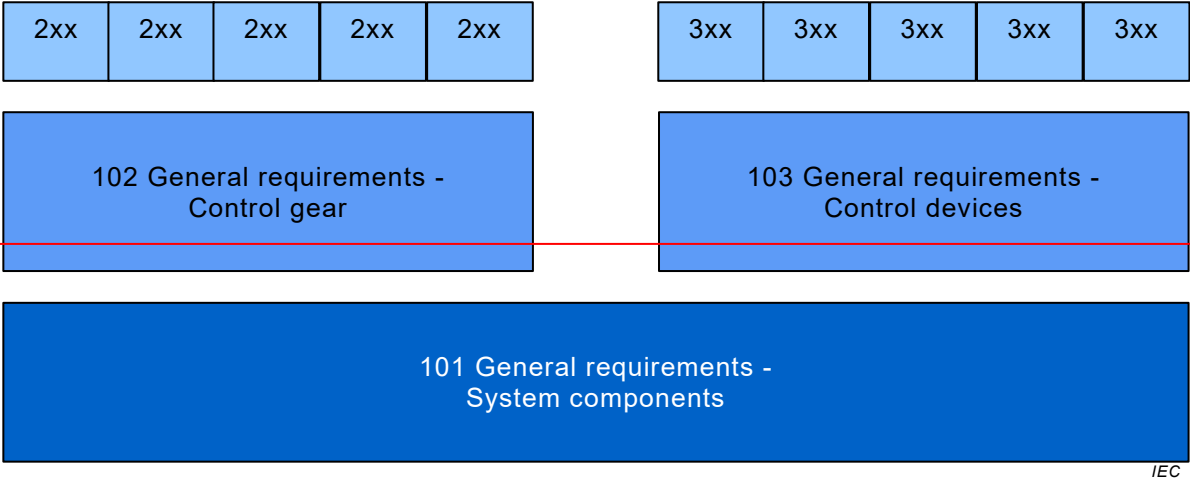 2xx 2xx 2xx 2xx 2xx 3xx 3xx 3xx 3xx 3xx
102 General requirements -
Control gear
103 General requirements -
Control devices
101 General requirements -
System components
IEC